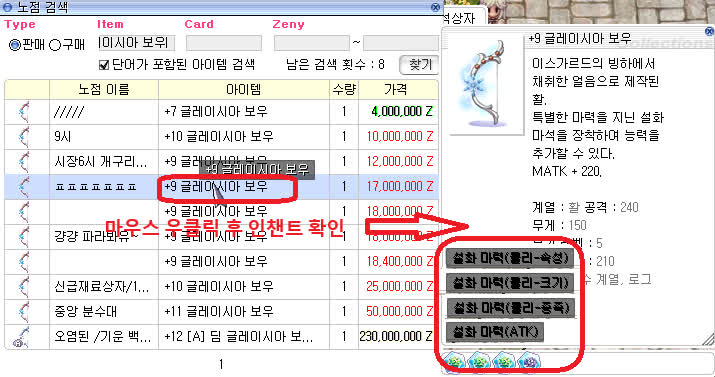 노점 검색
Type Item Card Zeny
판매 구매 이시아 보우 ~
단어가 포함된 아이템 검색 남은 검색 횟수 : 8 찾기
노점 이름 아이템 수량 가격
///// +7 글레이시아 보우 1 4,000,000 Z
9시 +10 글레이시아 보우 1 10,000,000 Z
시장6시 개구리... +9 글레이시아 보우 1 12,000,000 Z
+9 글레이시아 보우
ㅍㅍㅍㅍㅍㅍㅍ +9 글레이시아 보우 1 17,000,000 Z
+9 글레이시아 보우 1 18,000,000 Z
마우스 우클릭 후 인챈트 확인
걍걍 파라봐유 +9 글레이시아 보우 1
+9 글레이시아 보우 1 18,400,000 Z
신급재료상자/1... +10 글레이시아 보우 1 25,000,000 Z
중앙 분수대 +11 글레이시아 보우 1 50,000,000 Z
오염된 /기운 백... +12 [A] 딤 글레이시아 보... 1 230,000,000 Z
1
석상자
+9 글레이시아 보우
collections
이스가르드의 빙하에서
채취한 얼음으로 제작된
활.
특별한 마력을 지닌 설화
마석을 장착하여 능력을
추가할 수 있다.
MATK + 220.
계열 : 활 공격 : 240
무게 : 150
: 5
: 210
수 계열, 로그
설화 마력(물리-속성)
설화 마력(물리-크기)
설화 마력(물리-종족)
설화 마력(ATK)